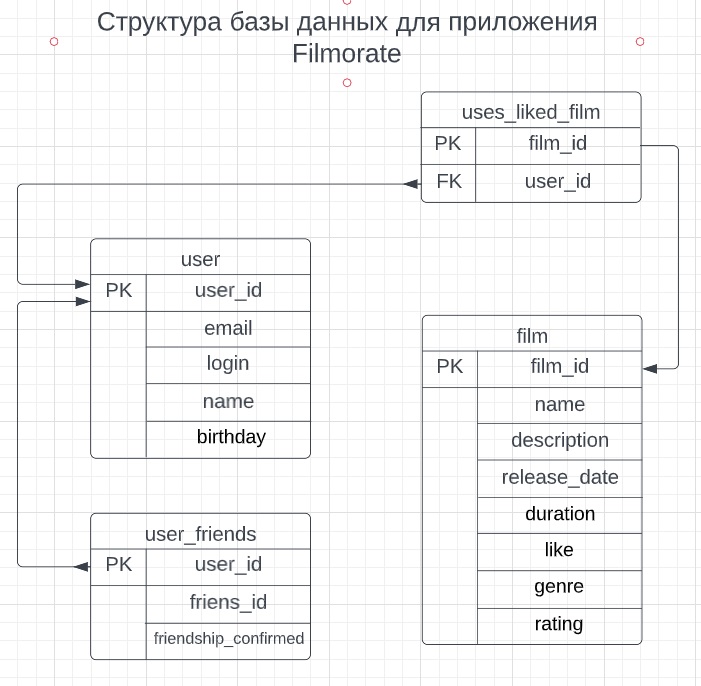 Структура базы данных для приложения
Filmorate
uses_liked_film
PK film_id
FK user_id
user
PK user_id
email
login
name
birthday
film
PK film_id
name
description
release_date
duration
like
genre
rating
user_friends
PK user_id
friens_id
friendship_confirmed